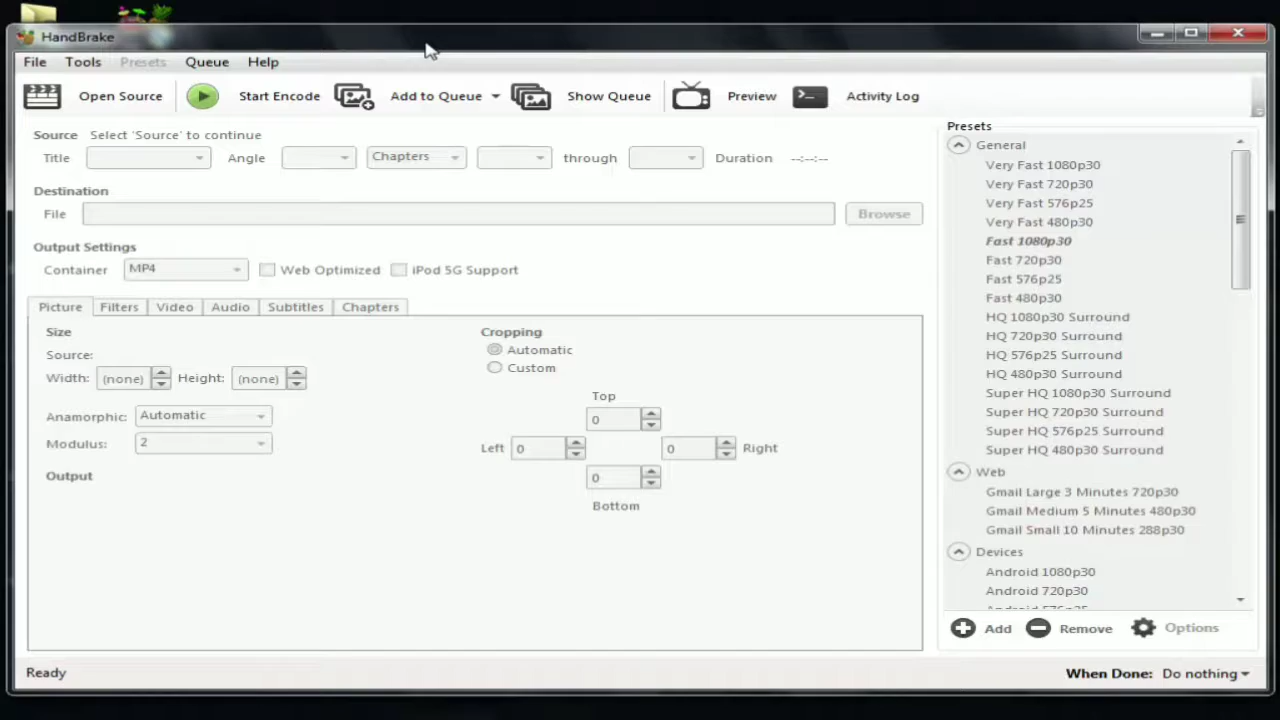 HandBrake
File Tools Presets Queue Help
Open Source Start Encode Add to Queue Show Queue Preview Activity Log
Source Select 'Source' to continue
Title Angle Chapters through Duration --:--:--
Destination
File Browse
Output Settings
Container MP4 Web Optimized iPod 5G Support
Picture Filters Video Audio Subtitles Chapters
Size
Source:
Width: (none) Height: (none)
Anamorphic: Automatic
Modulus: 2
Output
Cropping
Automatic
Custom
Top
0
Left 0 0 Right
0
Bottom
Presets
General
Very Fast 1080p30
Very Fast 720p30
Very Fast 576p25
Very Fast 480p30
Fast 1080p30
Fast 720p30
Fast 576p25
Fast 480p30
HQ 1080p30 Surround
HQ 720p30 Surround
HQ 576p25 Surround
HQ 480p30 Surround
Super HQ 1080p30 Surround
Super HQ 720p30 Surround
Super HQ 576p25 Surround
Super HQ 480p30 Surround
Web
Gmail Large 3 Minutes 720p30
Gmail Medium 5 Minutes 480p30
Gmail Small 10 Minutes 288p30
Devices
Android 1080p30
Android 720p30
Android 576p25
Add Remove Options
Ready
When Done: Do nothing